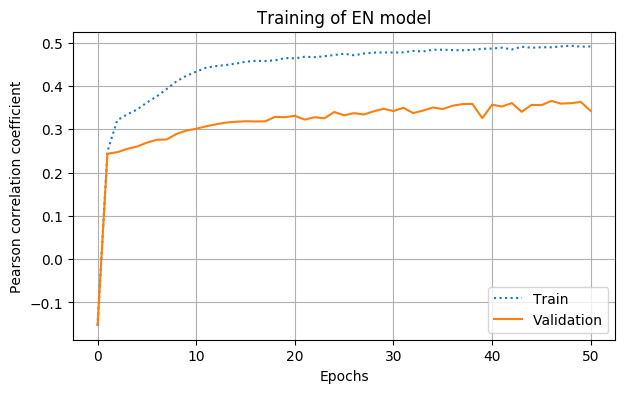 Training of EN model
Pearson correlation coefficient
0.5
0.4
0.3
0.2
0.1
0.0
−0.1
0
10
20
30
40
50
Epochs
Train
Validation